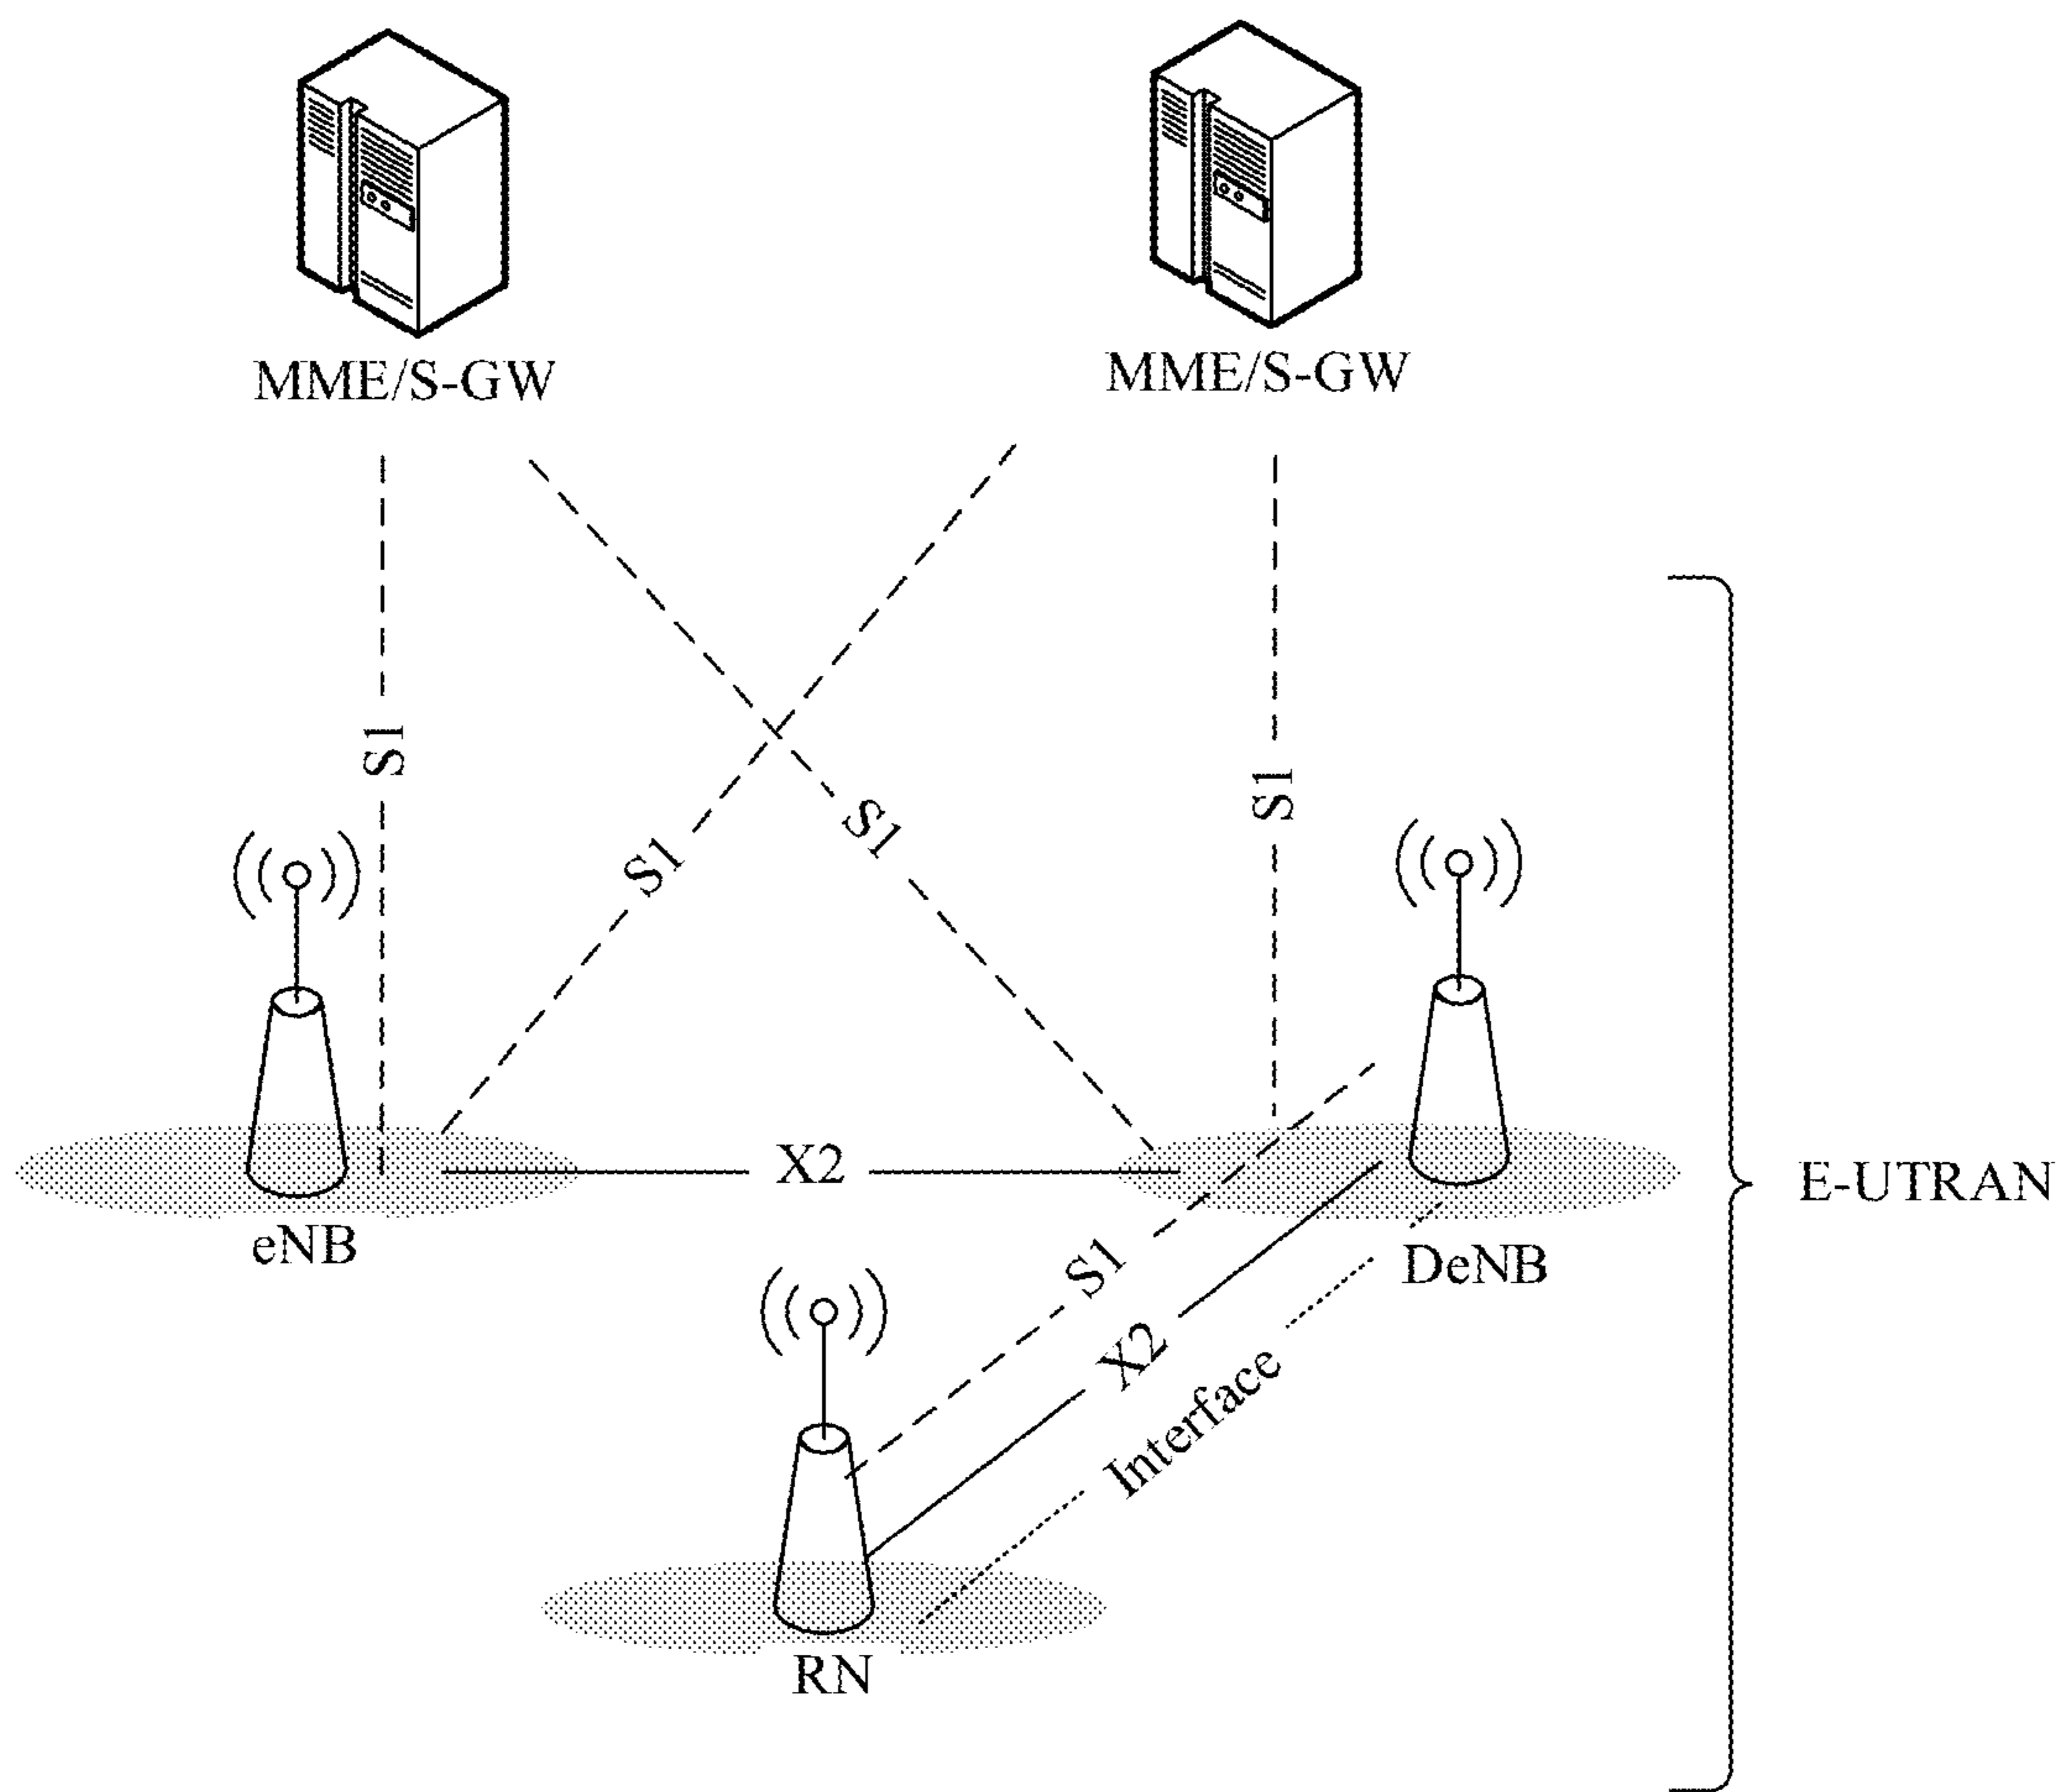 MME/S-GW
MME/S-GW
S1
S1
S1
S1
X2
E-UTRAN
eNB
DeNB
S1
X2
Interface
RN